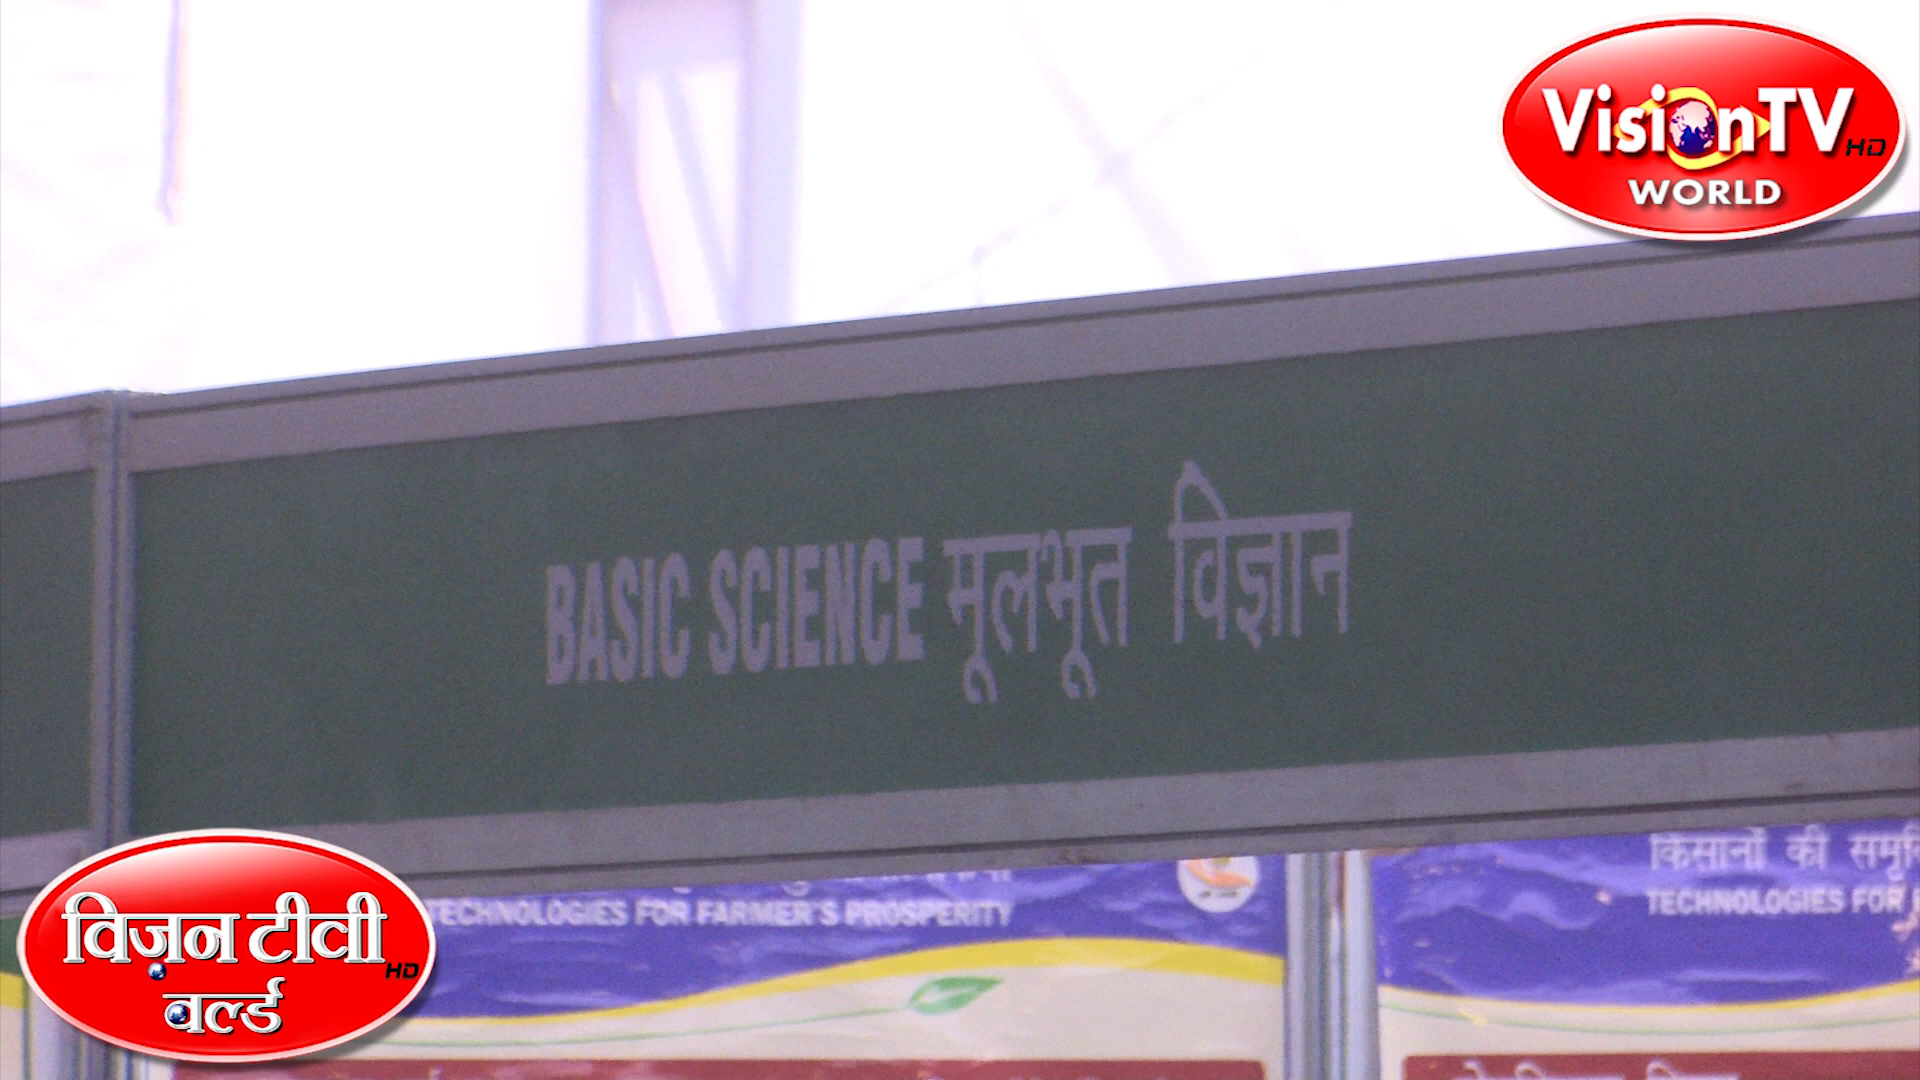 VisionTV HD
WORLD
BASIC SCIENCE मूलभूत विज्ञान
किसानों की
TECHNOLOGIES FOR FARMER'S PROSPERITY
TECHNOLOGIES FOR
विज़न टीवी HD
वर्ल्ड